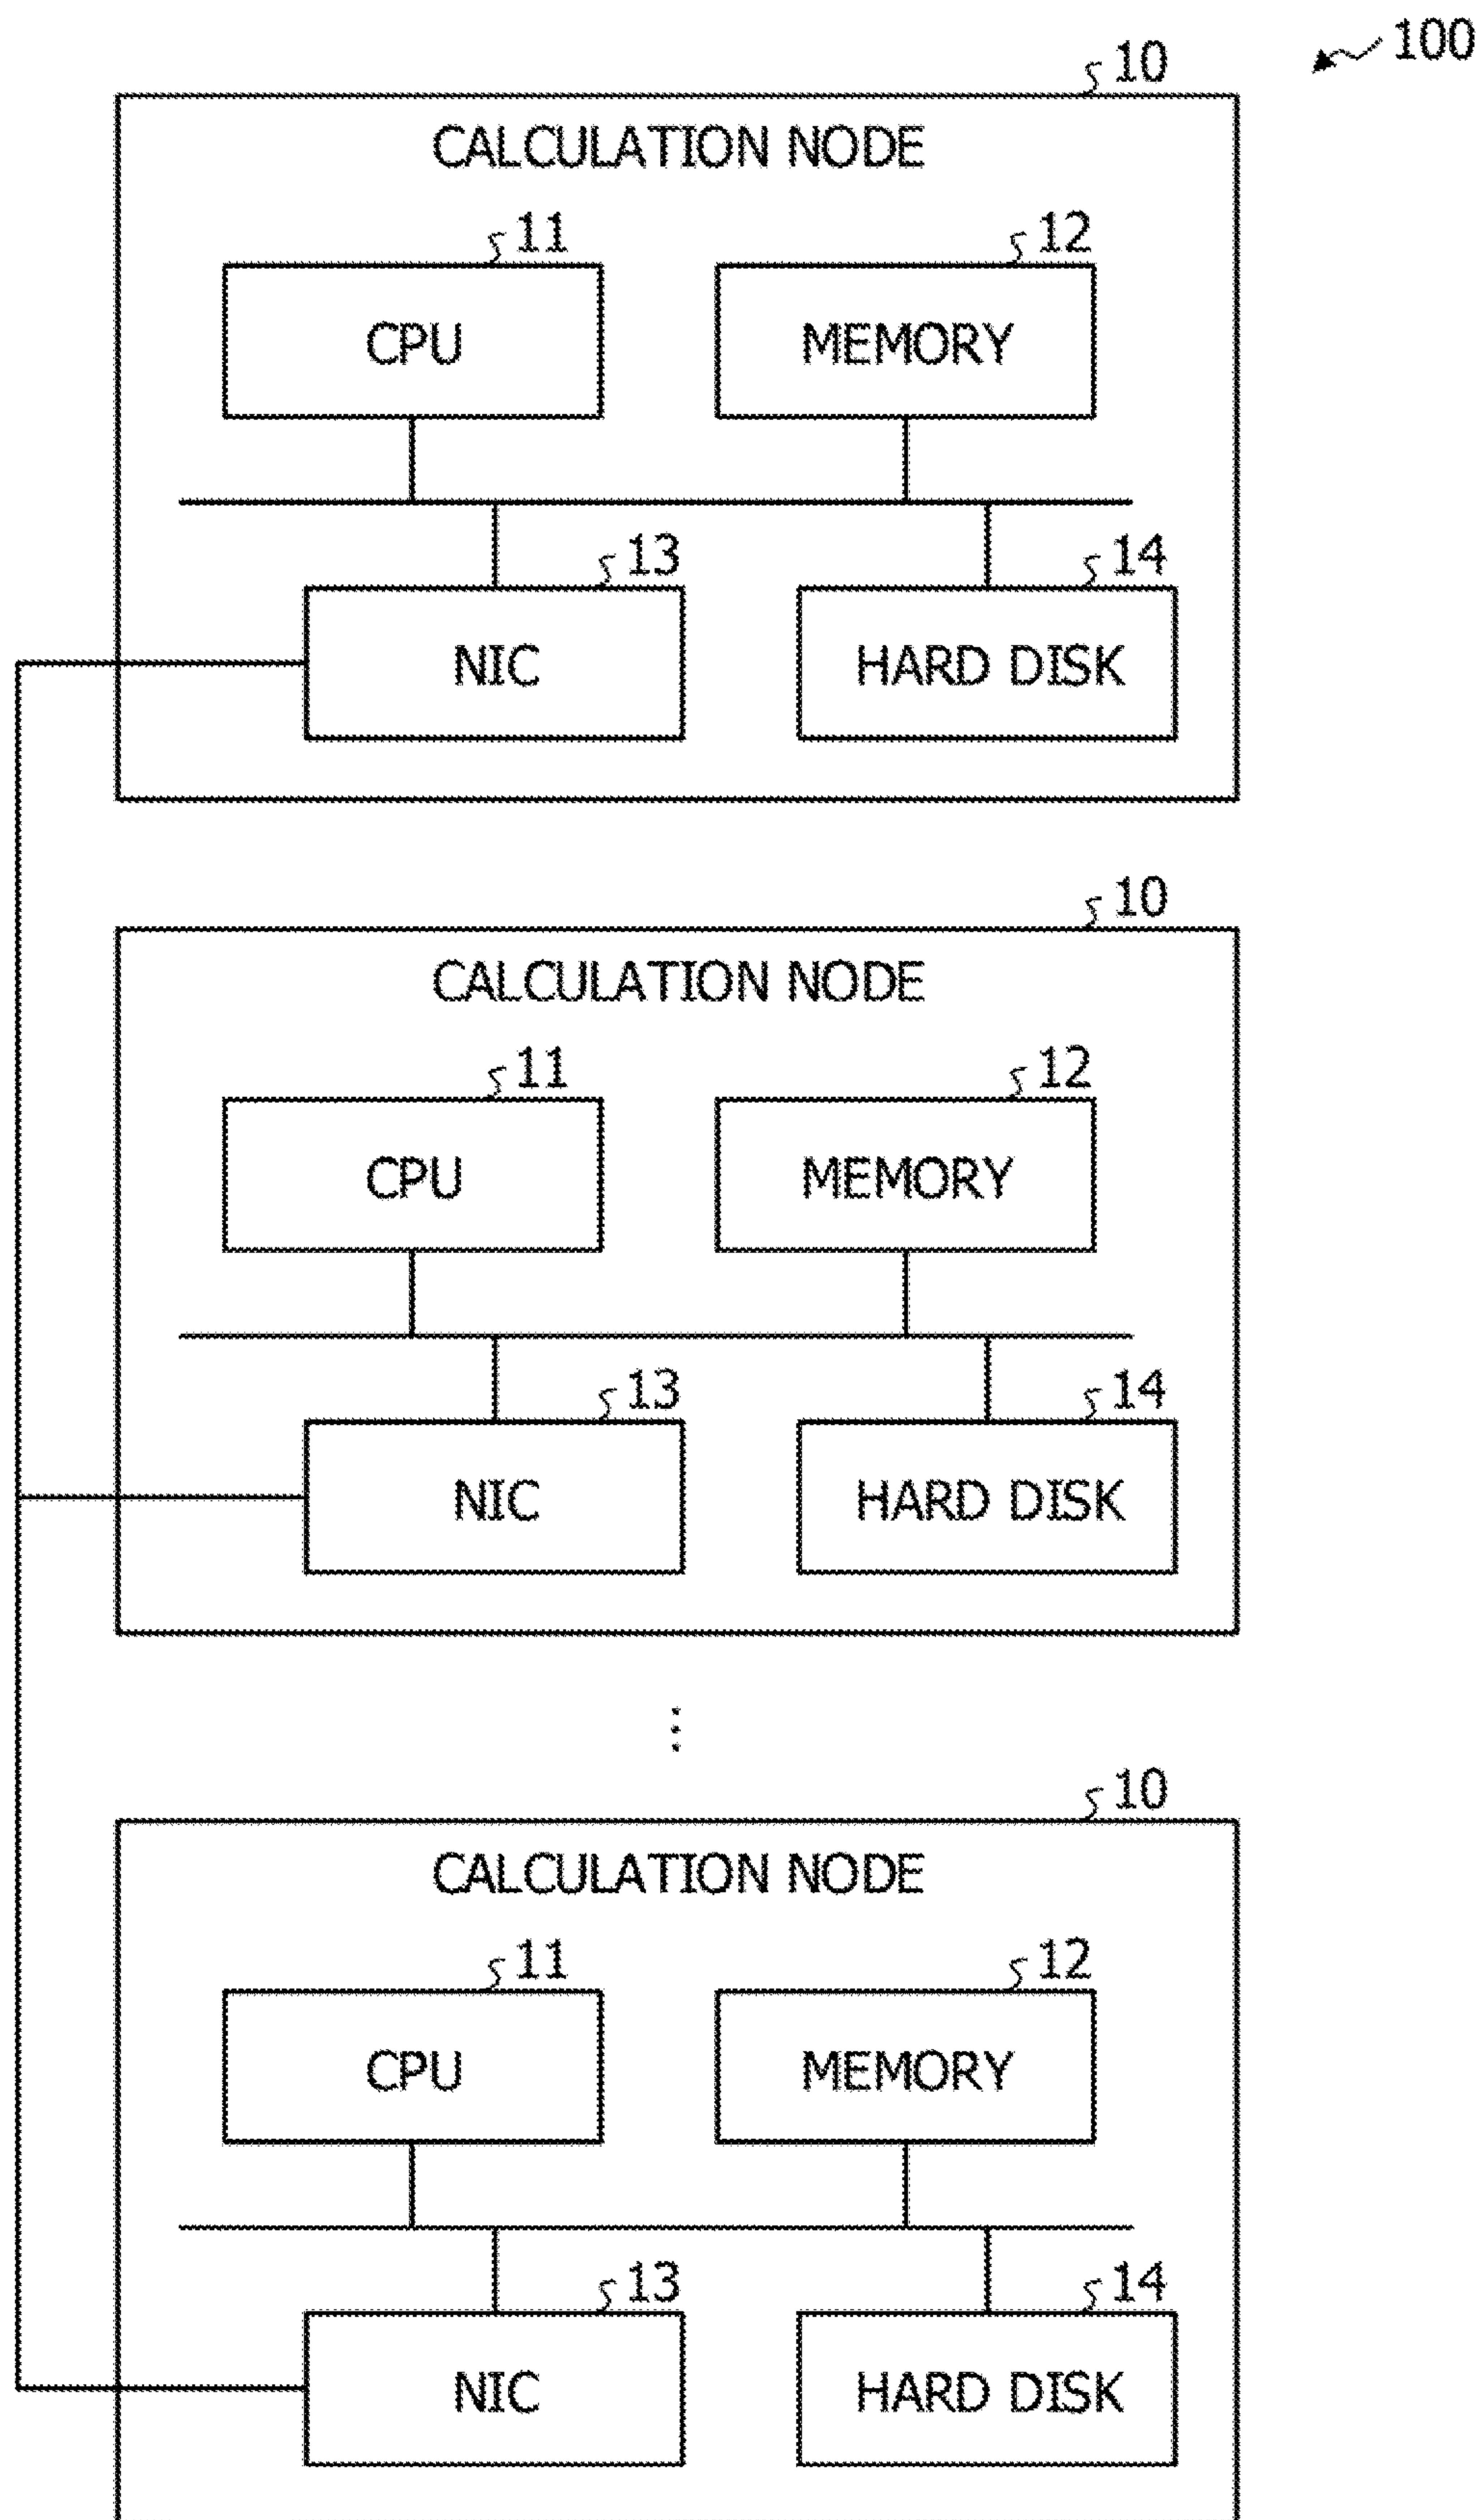 100
10
CALCULATION NODE
11
12
CPU
MEMORY
13
14
NIC
HARD DISK
10
CALCULATION NODE
11
12
CPU
MEMORY
13
14
NIC
HARD DISK
10
CALCULATION NODE
11
12
CPU
MEMORY
13
14
NIC
HARD DISK